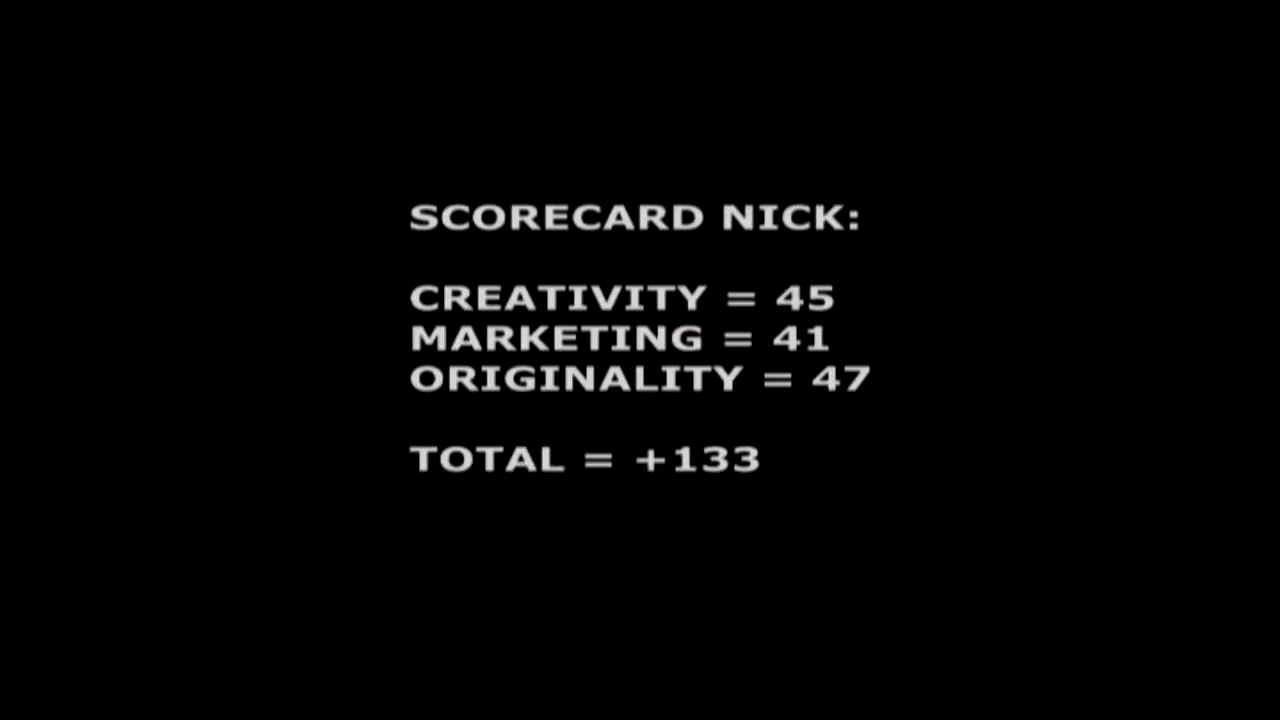 SCORECARD NICK:
CREATIVITY = 45
MARKETING = 41
ORIGINALITY = 47
TOTAL = +133